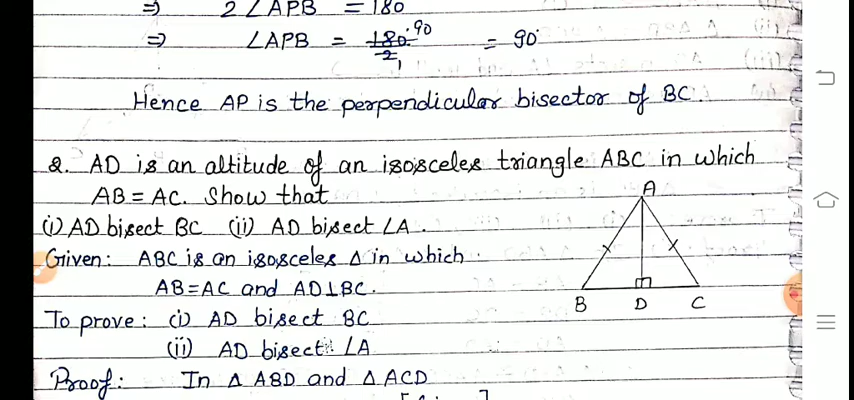 ⇒ 2∠APB = 180
⇒ ∠APB = 180°/2 90 1 = 90°
Hence AP is the perpendicular bisector of BC.
2. AD is an altitude of an isosceles triangle ABC in which
AB = AC. Show that
(i) AD bisect BC (ii) AD bisect ∠A.
Given: ABC is an isosceles Δ in which
AB=AC and AD⊥BC.
To prove: (i) AD bisect BC
(ii) AD bisect ∠A
Proof: In Δ ABD and Δ ACD
A
B D C